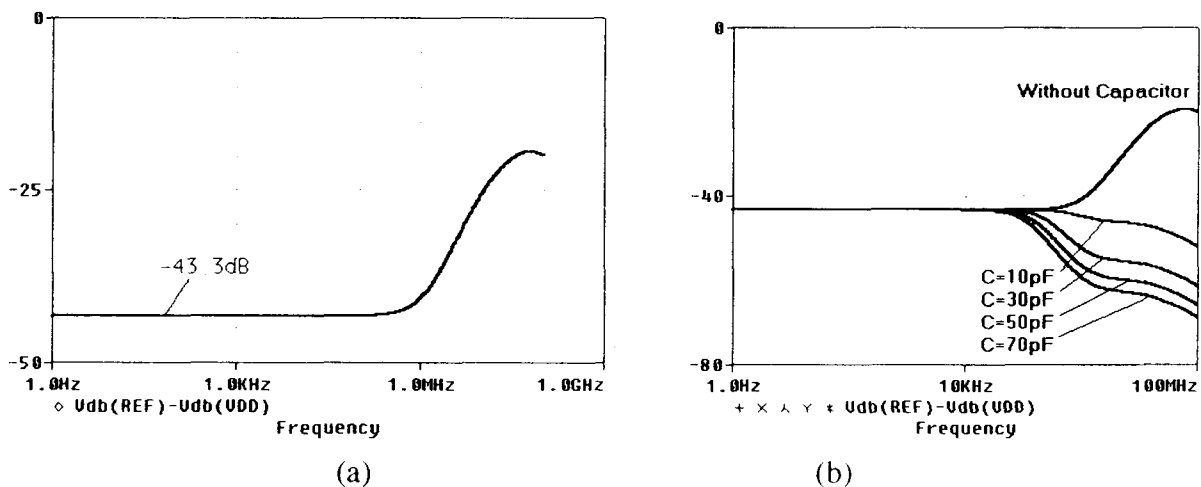 0
-25
-50
-43.3dB
1.0Hz 1.0KHz 1.0MHz 1.0GHz
◇ Vdb(REF)-Vdb(VDD)
Frequency
(a)
0
-40
-80
Without Capacitor
C=10pF
C=30pF
C=50pF
C=70pF
1.0Hz 10KHz 100MHz
+ × ⅄ Y * Vdb(REF)-Vdb(VDD)
Frequency
(b)